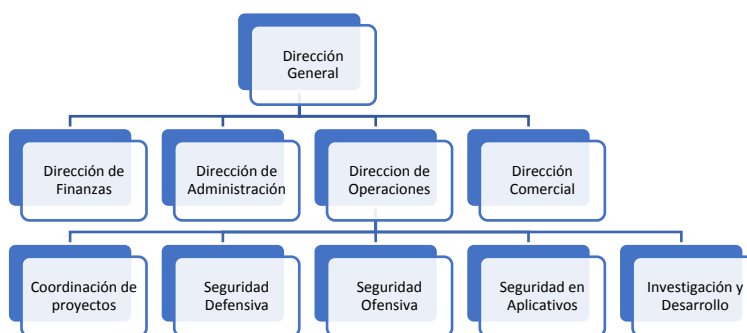 Dirección
General
Dirección de
Finanzas
Dirección de
Administración
Direccion de
Operaciones
Dirección
Comercial
Coordinación de
proyectos
Seguridad
Defensiva
Seguridad
Ofensiva
Seguridad en
Aplicativos
Investigación y
Desarrollo